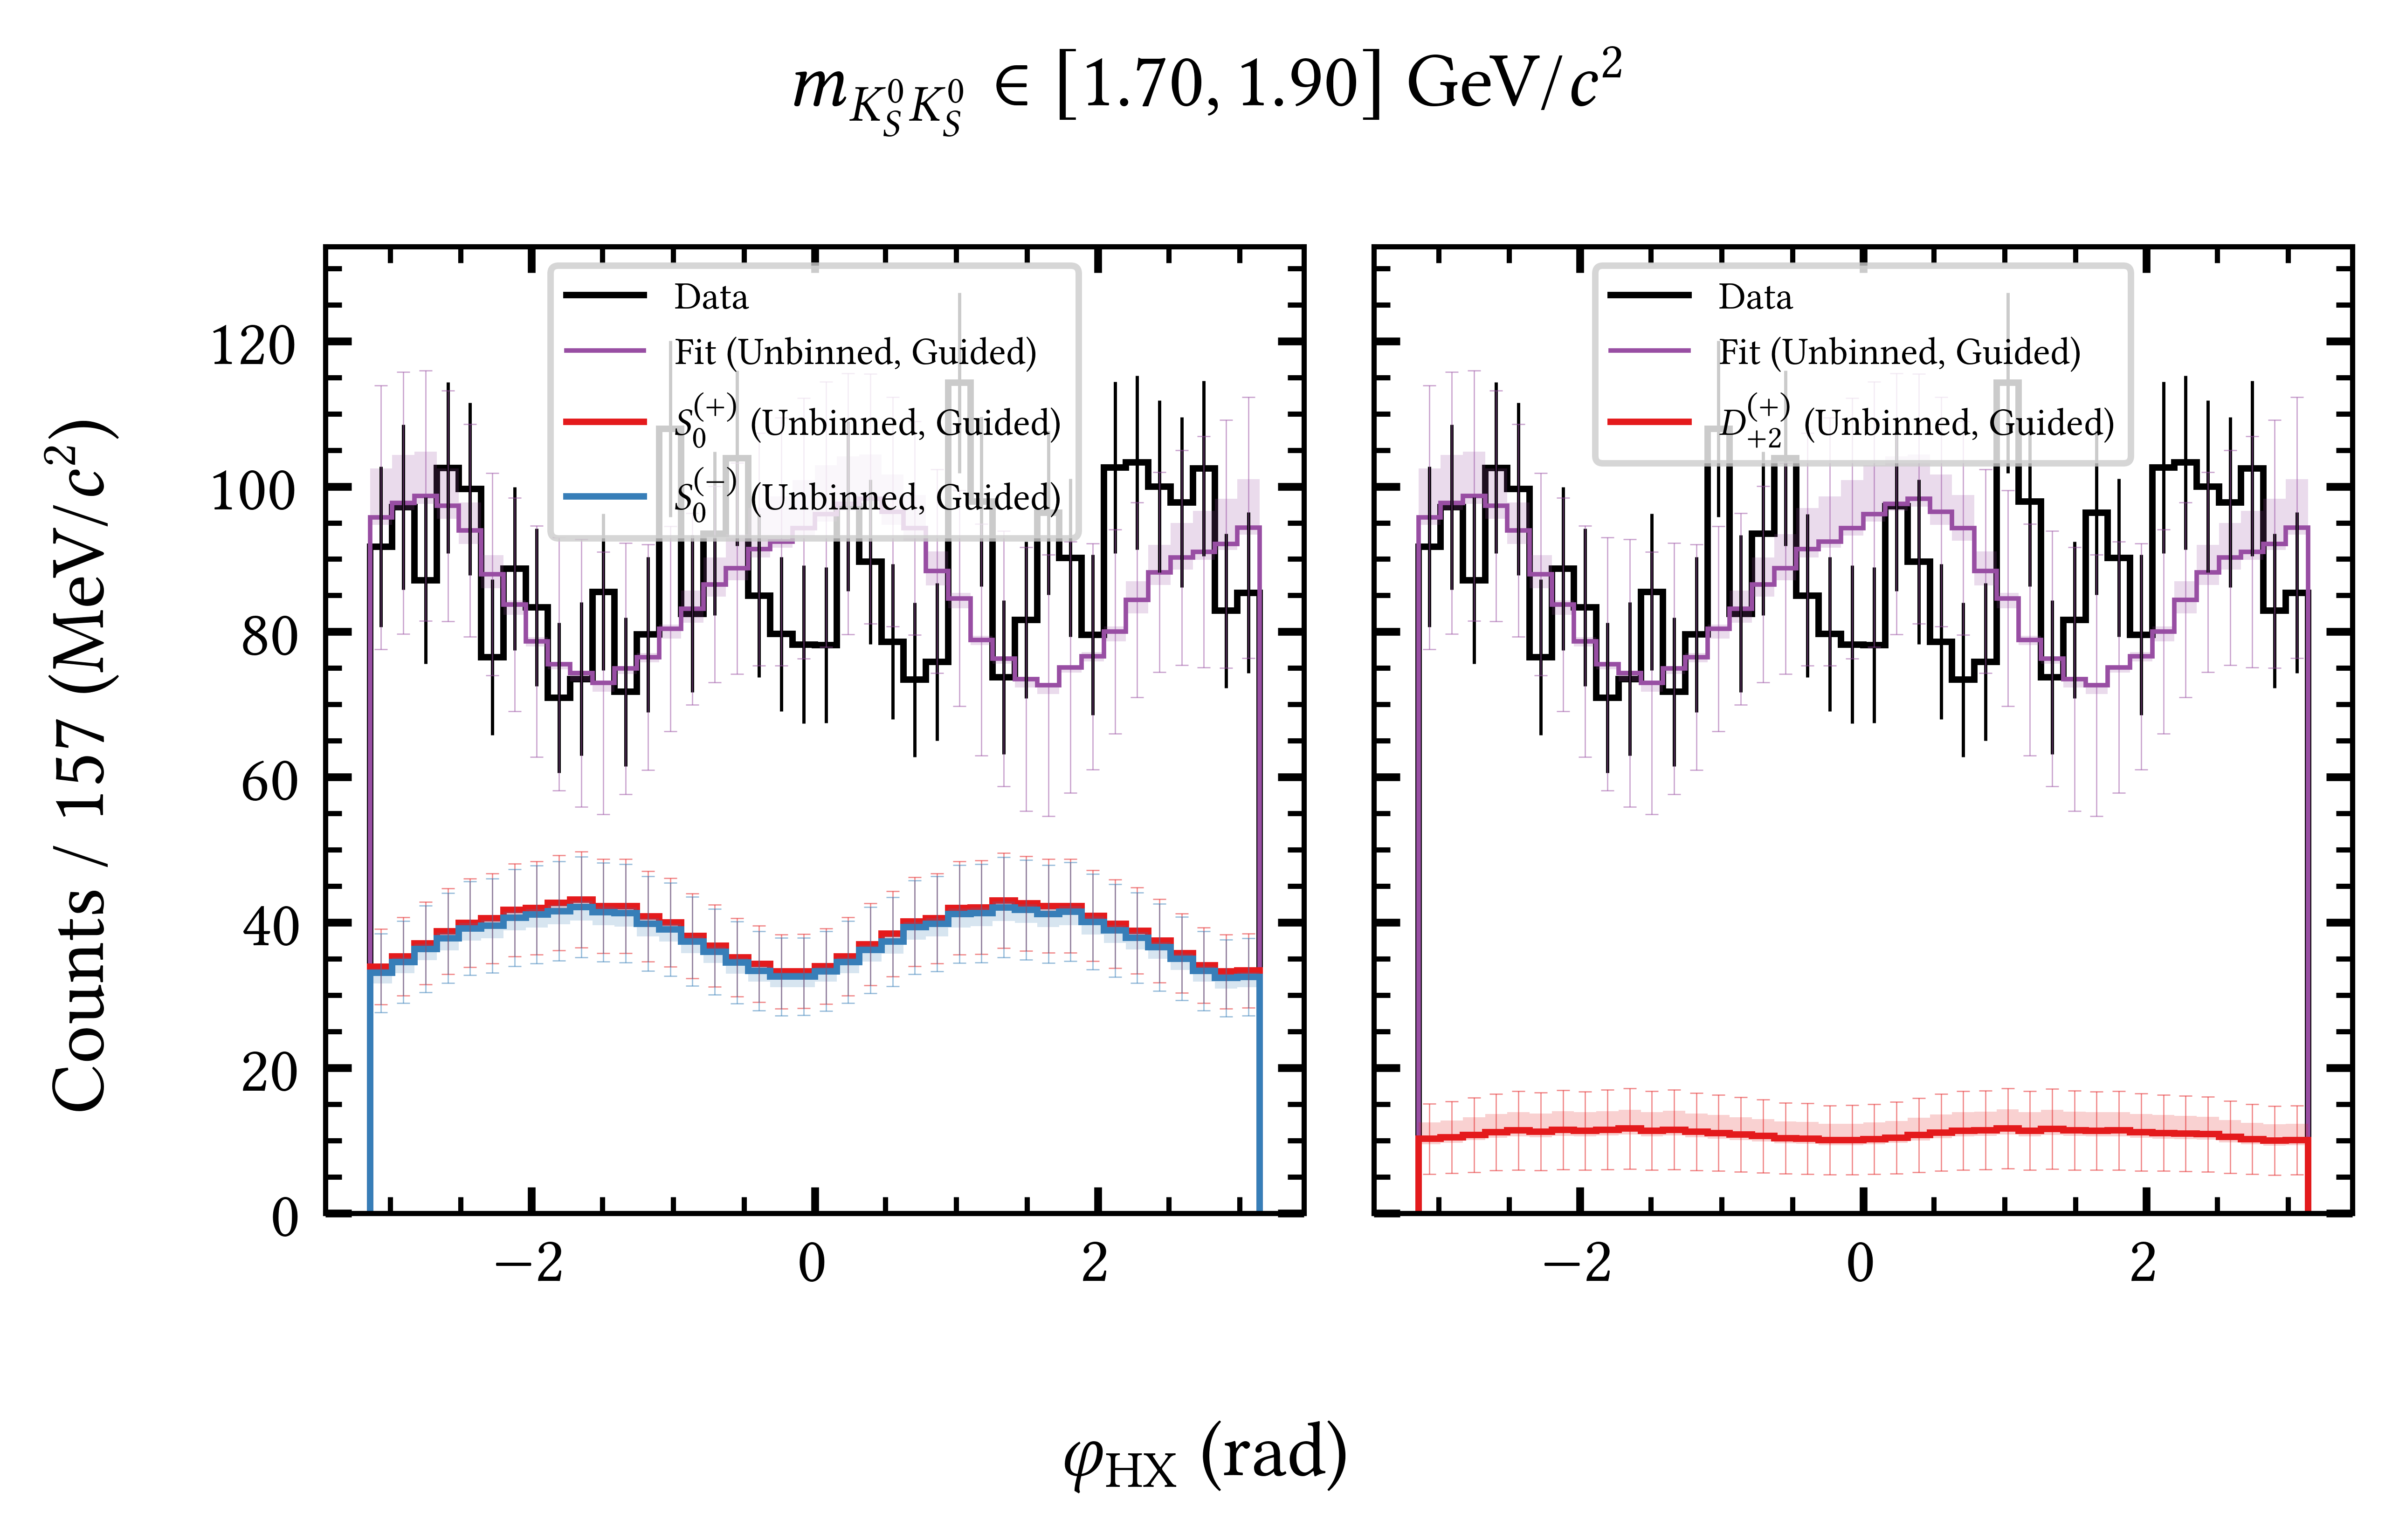 m_{K_S^0 K_S^0} ∈ [1.70, 1.90] GeV/c²
Counts / 157 (MeV/c²)
120
100
80
60
40
20
0
Data
Fit (Unbinned, Guided)
S_0^{(+)} (Unbinned, Guided)
S_0^{(−)} (Unbinned, Guided)
−2 0 2
Data
Fit (Unbinned, Guided)
D_{+2}^{(+)} (Unbinned, Guided)
−2 0 2
φ_{HX} (rad)